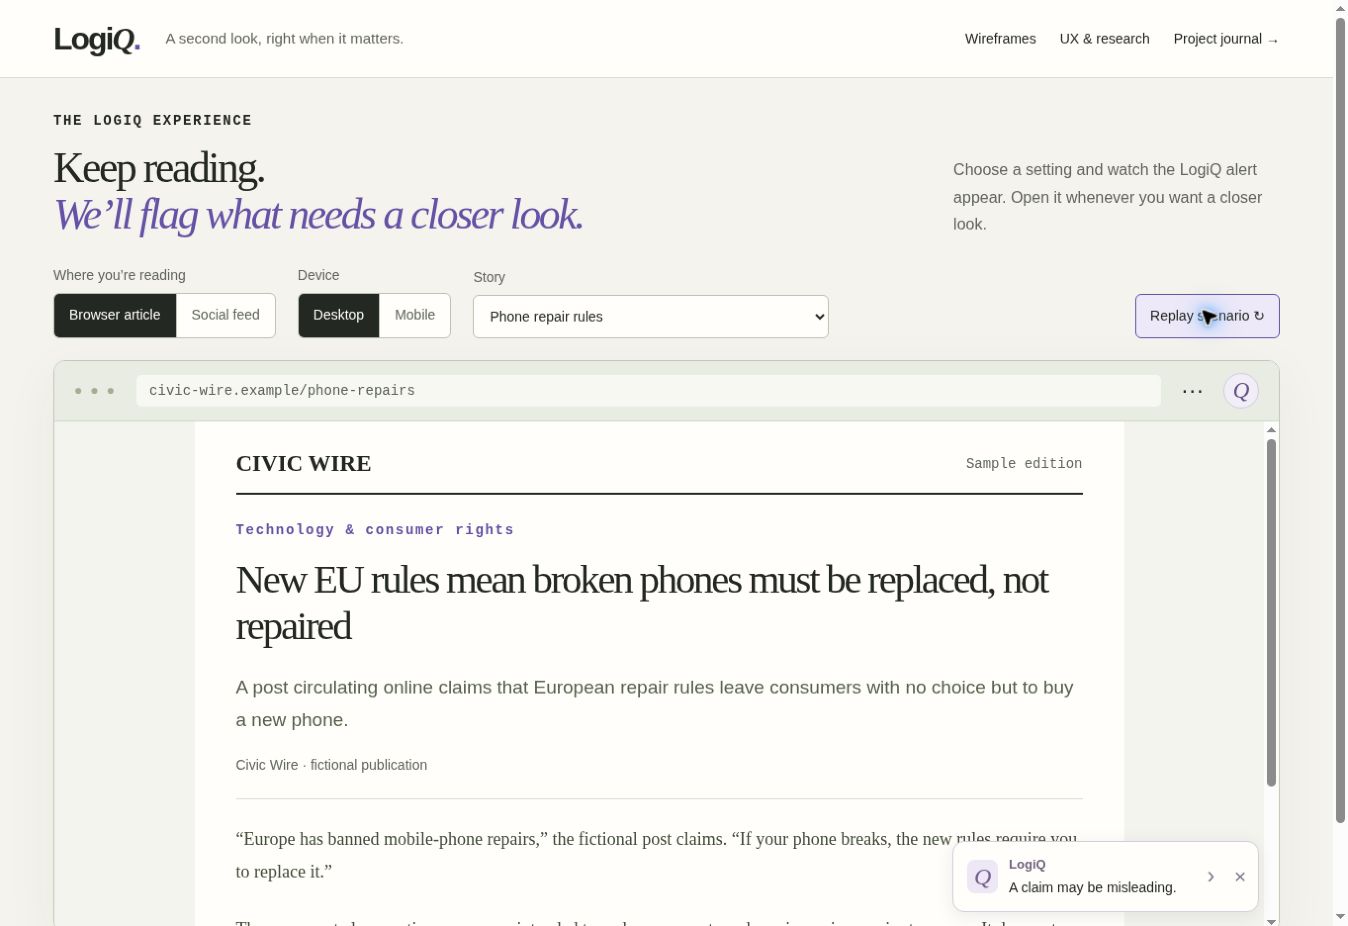 LogiQ.
A second look, right when it matters.
Wireframes
UX & research
Project journal →
THE LOGIQ EXPERIENCE
Keep reading.
We’ll flag what needs a closer look.
Choose a setting and watch the LogiQ alert
appear. Open it whenever you want a closer
look.
Where you’re reading
Device
Story
Browser article
Social feed
Desktop
Mobile
Phone repair rules
Replay scenario ↻
civic-wire.example/phone-repairs
Q
CIVIC WIRE
Sample edition
Technology & consumer rights
New EU rules mean broken phones must be replaced, not
repaired
A post circulating online claims that European repair rules leave consumers with no choice but to buy
a new phone.
Civic Wire · fictional publication
“Europe has banned mobile-phone repairs,” the fictional post claims. “If your phone breaks, the new rules require you
to replace it.”
Q
LogiQ
A claim may be misleading.